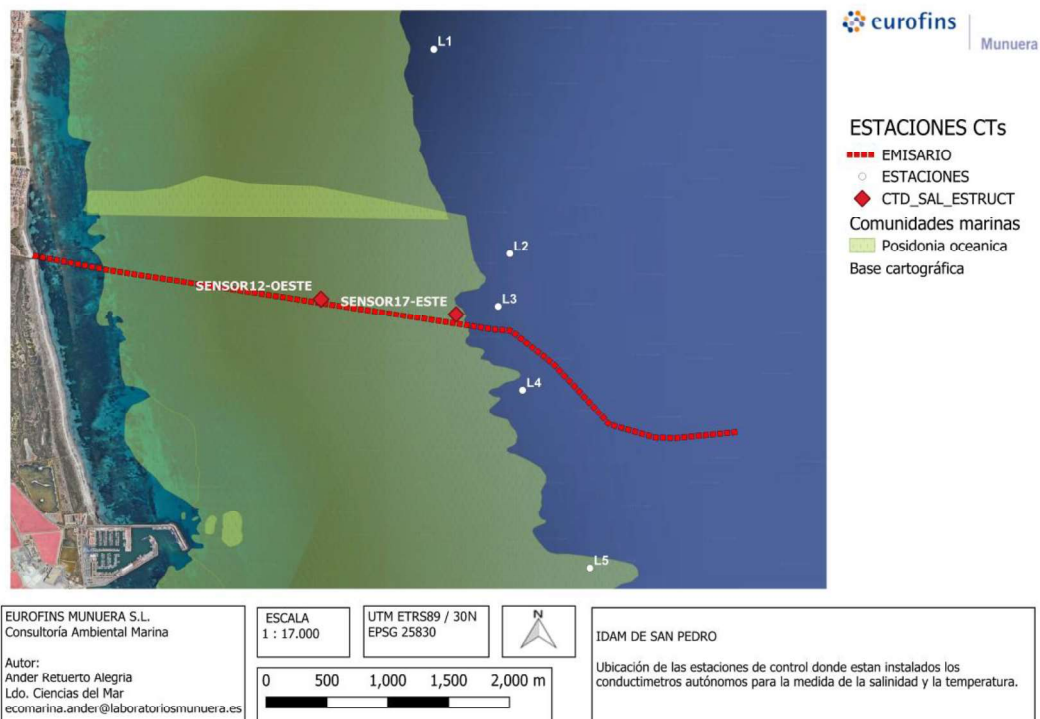 eurofins
Munuera
ESTACIONES CTs
EMISARIO
ESTACIONES
CTD_SAL_ESTRUCT
Comunidades marinas
Posidonia oceanica
Base cartográfica
L1
L2
SENSOR12-OESTE
SENSOR17-ESTE
L3
L4
L5
EUROFINS MUNUERA S.L.
Consultoría Ambiental Marina
Autor:
Ander Retuerto Alegria
Ldo. Ciencias del Mar
ecomarina.ander@laboratoriosmunuera.es
ESCALA
1 : 17.000
UTM ETRS89 / 30N
EPSG 25830
N
0 500 1,000 1,500 2,000 m
IDAM DE SAN PEDRO
Ubicación de las estaciones de control donde estan instalados los
conductimetros autónomos para la medida de la salinidad y la temperatura.